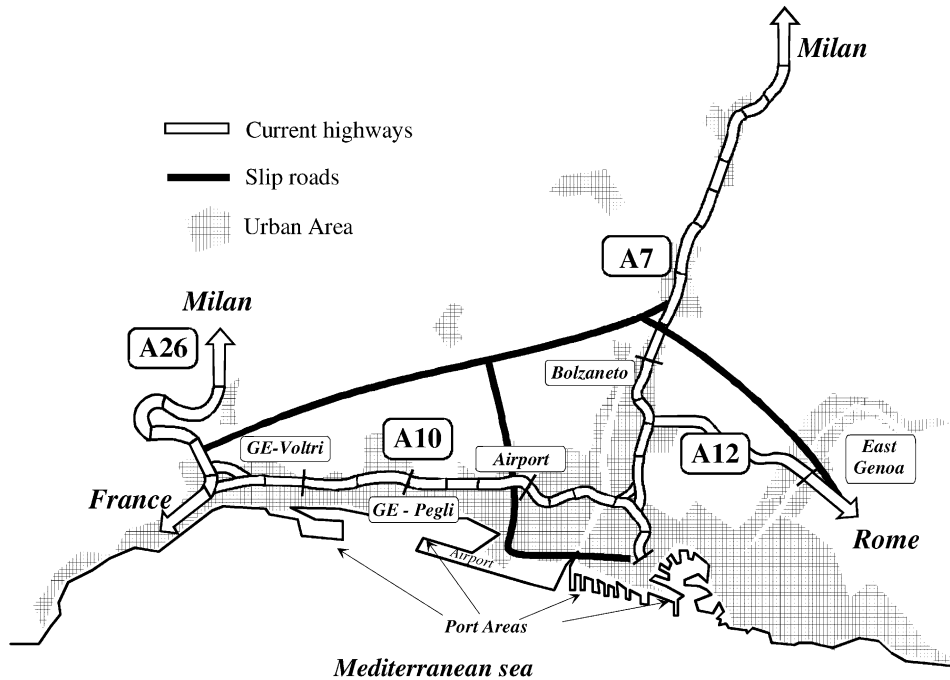 Milan
Current highways
Slip roads
Urban Area
A7
Milan
A26
Bolzaneto
A10
GE-Voltri
Airport
A12
East
Genoa
France
GE - Pegli
Rome
Airport
Port Areas
Mediterranean sea